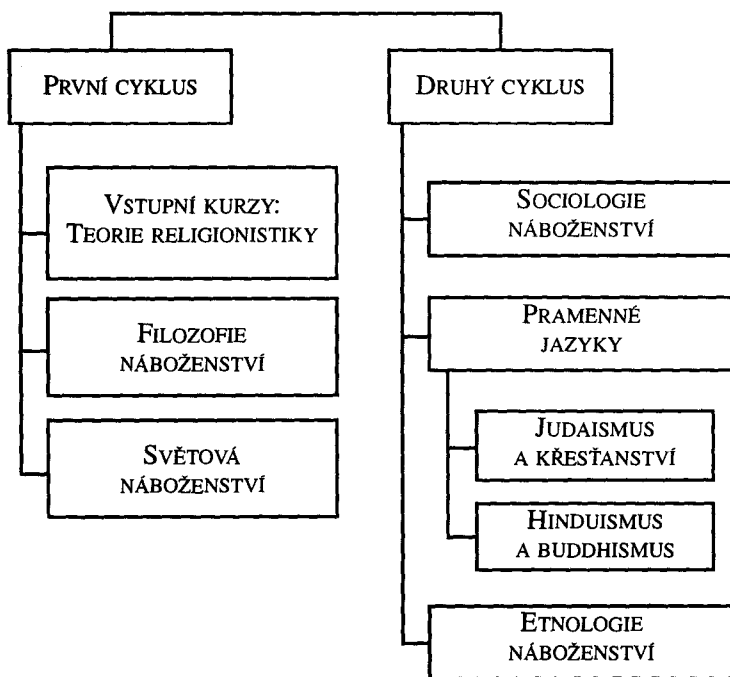 PRVNÍ CYKLUS
VSTUPNÍ KURZY:
TEORIE RELIGIONISTIKY
FILOZOFIE
NÁBOŽENSTVÍ
SVĚTOVÁ
NÁBOŽENSTVÍ
DRUHÝ CYKLUS
SOCIOLOGIE
NÁBOŽENSTVÍ
PRAMENNÉ
JAZYKY
JUDAISMUS
A KŘESŤANSTVÍ
HINDUISMUS
A BUDDHISMUS
ETNOLOGIE
NÁBOŽENSTVÍ